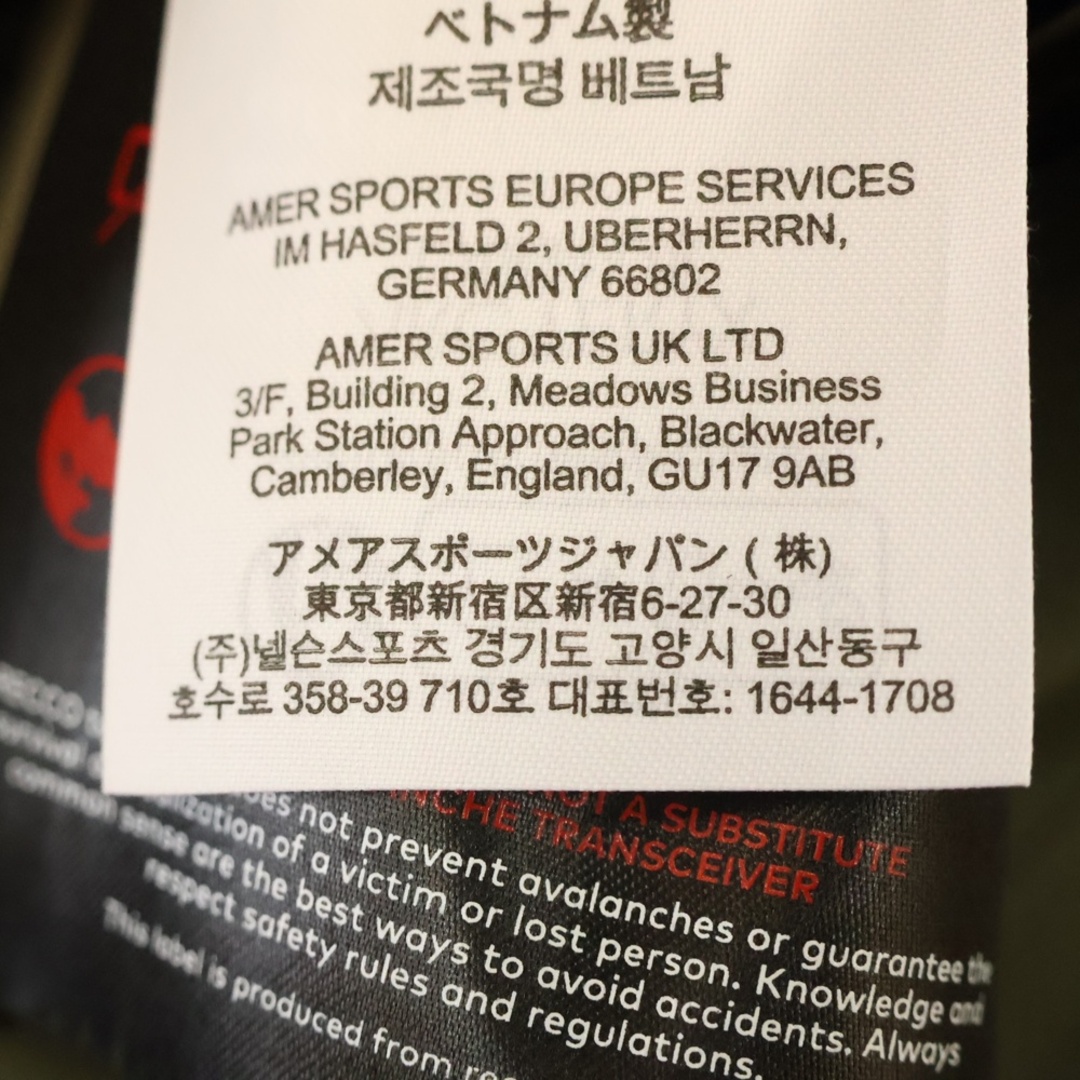 ベトナム製
제조국명 베트남
AMER SPORTS EUROPE SERVICES
IM HASFELD 2, UBERHERRN,
GERMANY 66802
AMER SPORTS UK LTD
3/F, Building 2, Meadows Business
Park Station Approach, Blackwater,
Camberley, England, GU17 9AB
アメアスポーツジャパン ( 株)
東京都新宿区新宿6-27-30
(주)넬슨스포츠 경기도 고양시 일산동구
호수로 358-39 710호 대표번호: 1644-1708
A SUBSTITUTE
TRANSCEIVER
not prevent avalanches or guarantee the
of a victim or lost person. Knowledge and
common sense are the best ways to avoid accidents. Always
respect safety rules and regulations.
This label is produced from